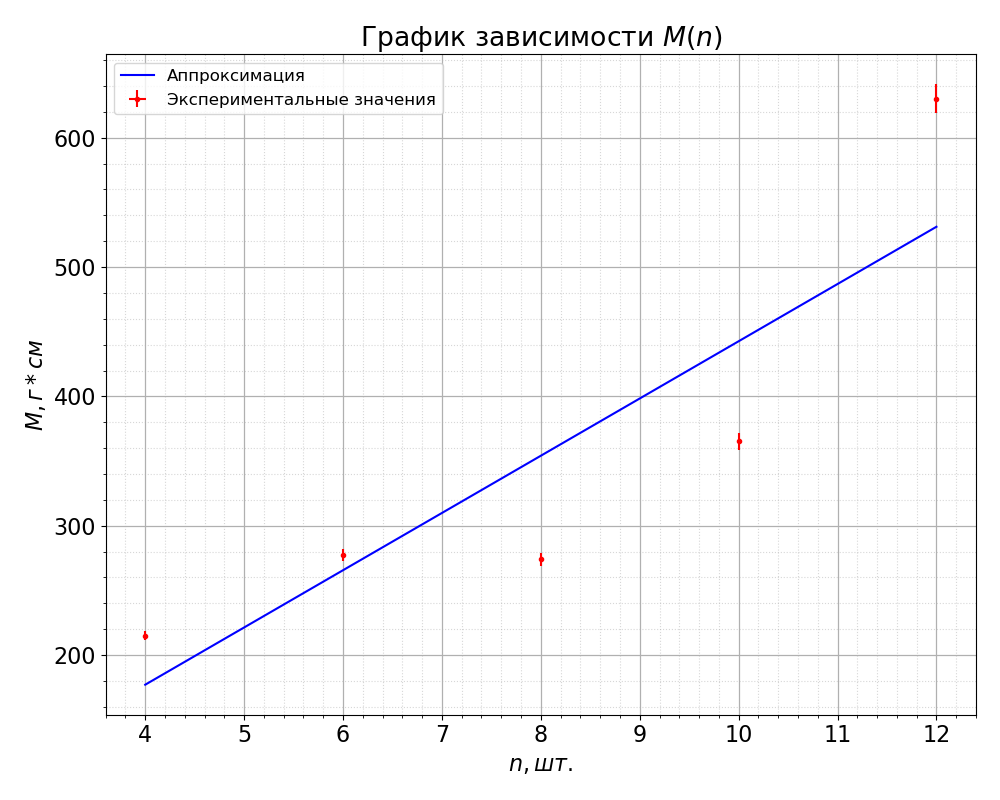 График зависимости M(n)
Аппроксимация
Экспериментальные значения
600
500
400
300
200
M, г * см
4 5 6 7 8 9 10 11 12
n, шт.